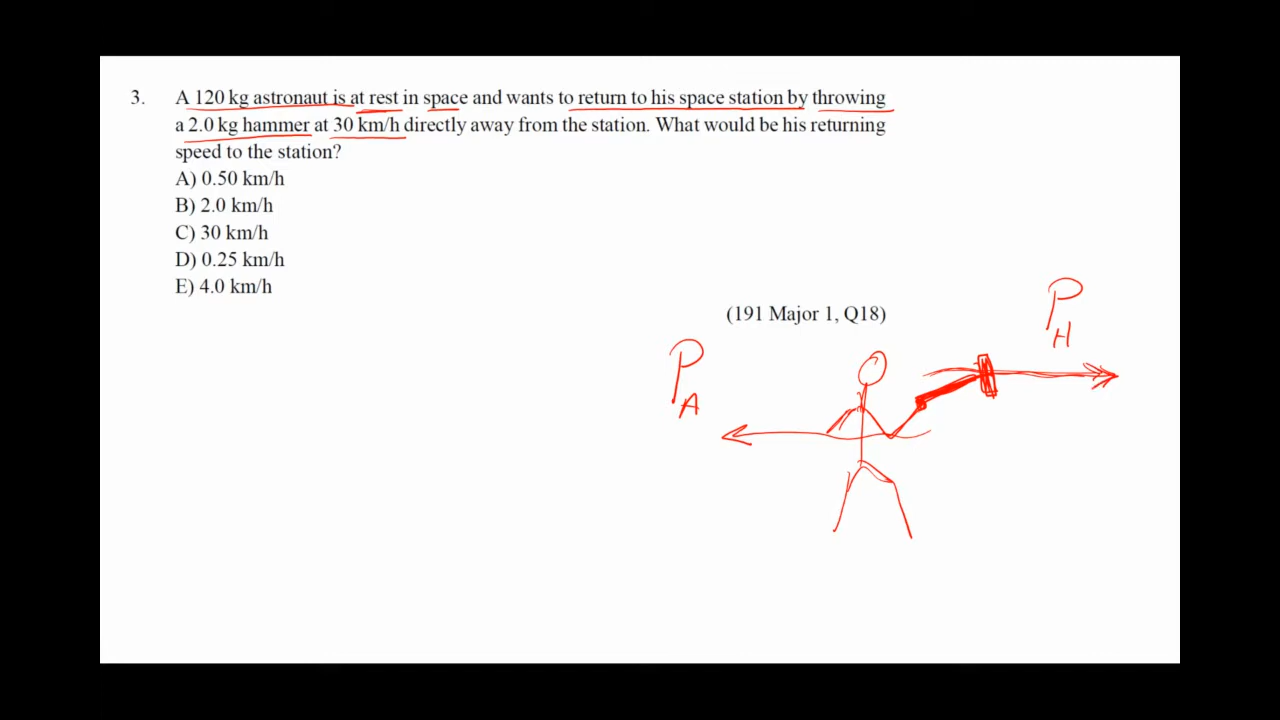 3. A 120 kg astronaut is at rest in space and wants to return to his space station by throwing
a 2.0 kg hammer at 30 km/h directly away from the station. What would be his returning
speed to the station?
A) 0.50 km/h
B) 2.0 km/h
C) 30 km/h
D) 0.25 km/h
E) 4.0 km/h
(191 Major 1, Q18)
P
H
P
A